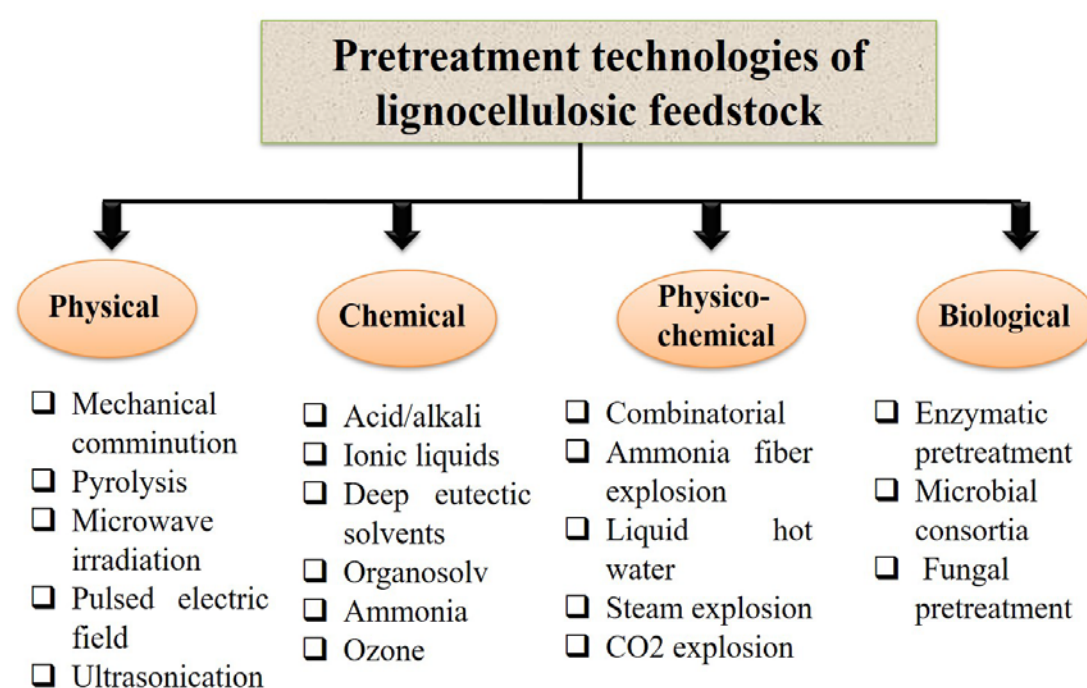 Pretreatment technologies of
lignocellulosic feedstock
Physical
❑ Mechanical
comminution
❑ Pyrolysis
❑ Microwave
irradiation
❑ Pulsed electric
field
❑ Ultrasonication
Chemical
❑ Acid/alkali
❑ Ionic liquids
❑ Deep eutectic
solvents
❑ Organosolv
❑ Ammonia
❑ Ozone
Physico-
chemical
❑ Combinatorial
❑ Ammonia fiber
explosion
❑ Liquid hot
water
❑ Steam explosion
❑ CO2 explosion
Biological
❑ Enzymatic
pretreatment
❑ Microbial
consortia
❑ Fungal
pretreatment